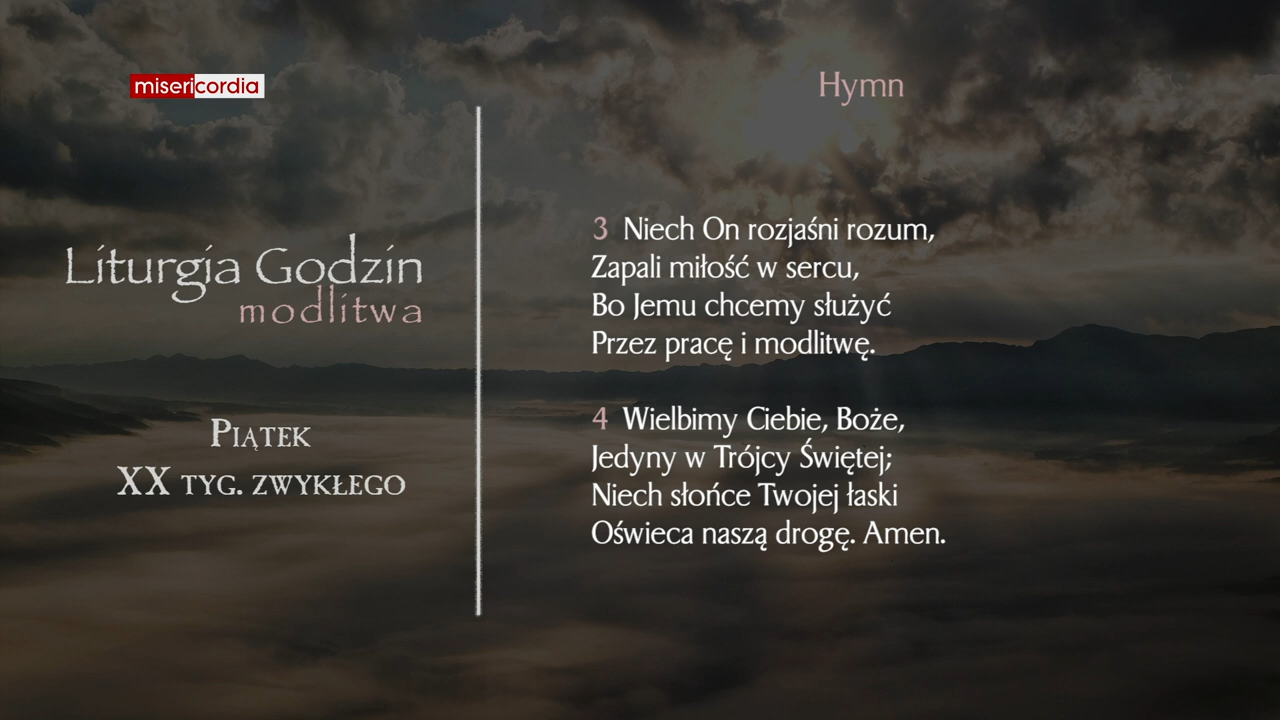 misericordia
Liturgia Godzin
modlitwa
Piątek
XX tyg. zwykłego
Hymn
3 Niech On rozjaśni rozum,
Zapali miłość w sercu,
Bo Jemu chcemy służyć
Przez pracę i modlitwę.
4 Wielbimy Ciebie, Boże,
Jedyny w Trójcy Świętej;
Niech słońce Twojej łaski
Oświeca naszą drogę. Amen.